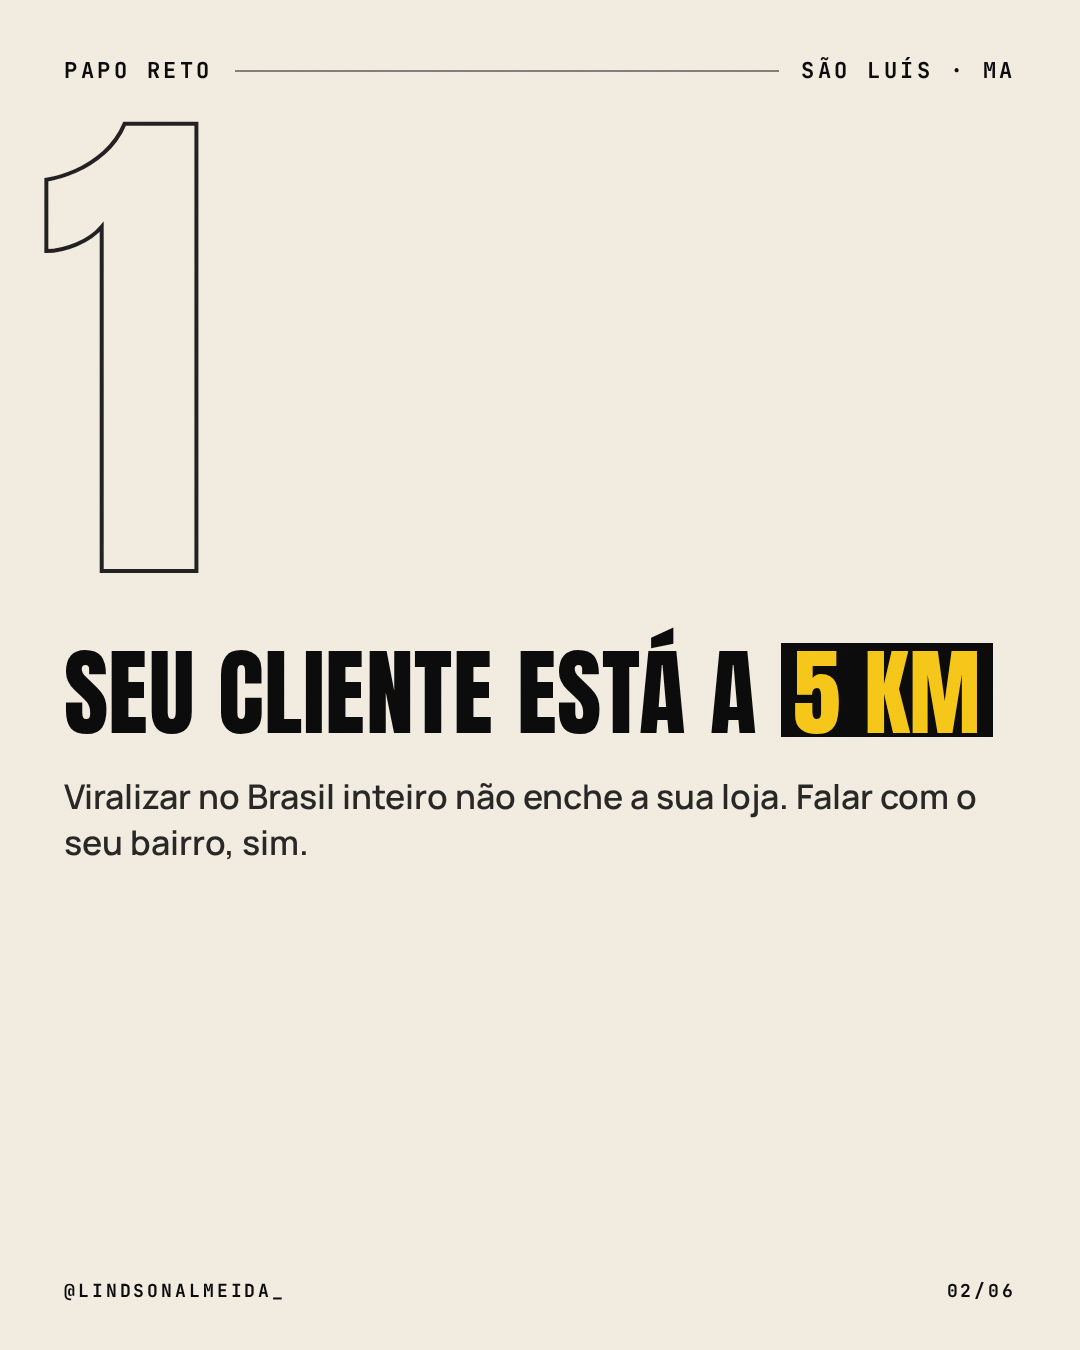 PAPO RETO
SÃO LUÍS · MA
1
SEU CLIENTE ESTÁ A 5 KM
Viralizar no Brasil inteiro não enche a sua loja. Falar com o
seu bairro, sim.
@LINDSONALMEIDA_
02/06